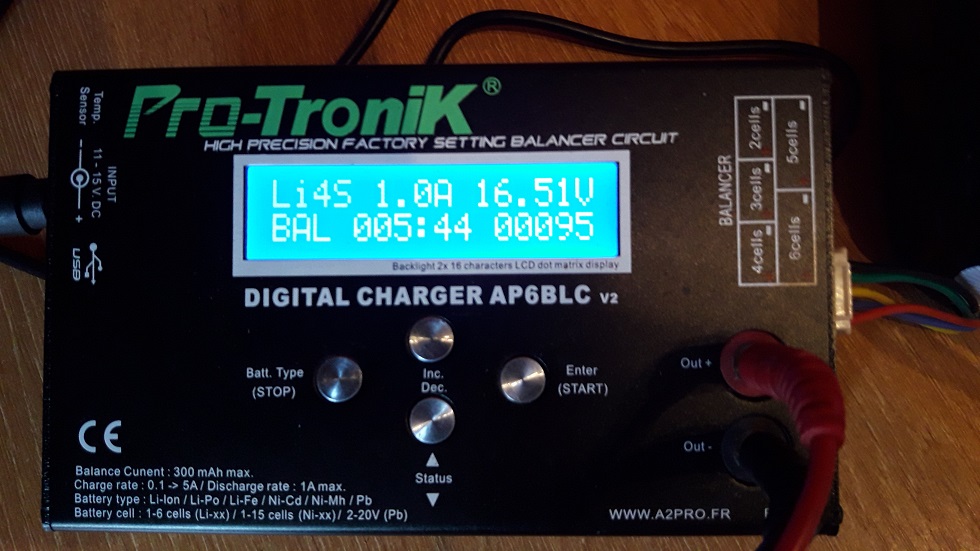 Pro-TroniK®
HIGH PRECISION FACTORY SETTING BALANCER CIRCUIT
Temp.
Sensor
INPUT
11 - 15 V. DC
- +
USB
Li4S 1.0A 16.51V
BAL 005:44 00095
Backlight 2x 16 characters LCD dot matrix display
BALANCER
2cells
3cells
4cells
5cells
6cells
DIGITAL CHARGER AP6BLC V2
Batt. Type
(STOP)
Inc.
Dec.
Enter
(START)
Status
Out +
Out -
CE
Balance Cunent : 300 mAh max.
Charge rate : 0.1 -> 5A / Discharge rate : 1A max.
Battery type : Li-Ion / Li-Po / Li-Fe / Ni-Cd / Ni-Mh / Pb
Battery cell : 1-6 cells (Li-xx) / 1-15 cells (Ni-xx) / 2-20V (Pb)
WWW.A2PRO.FR